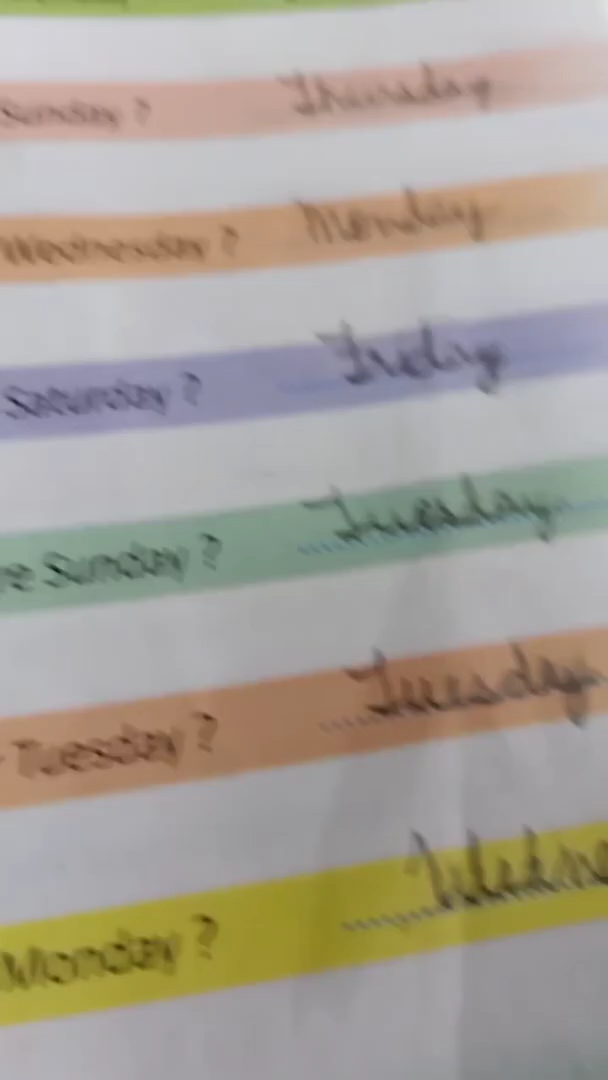 Sunday? Thursday
Wednesday? Monday
Saturday? Friday
Sunday? Tuesday
Tuesday? Tuesday
Monday?